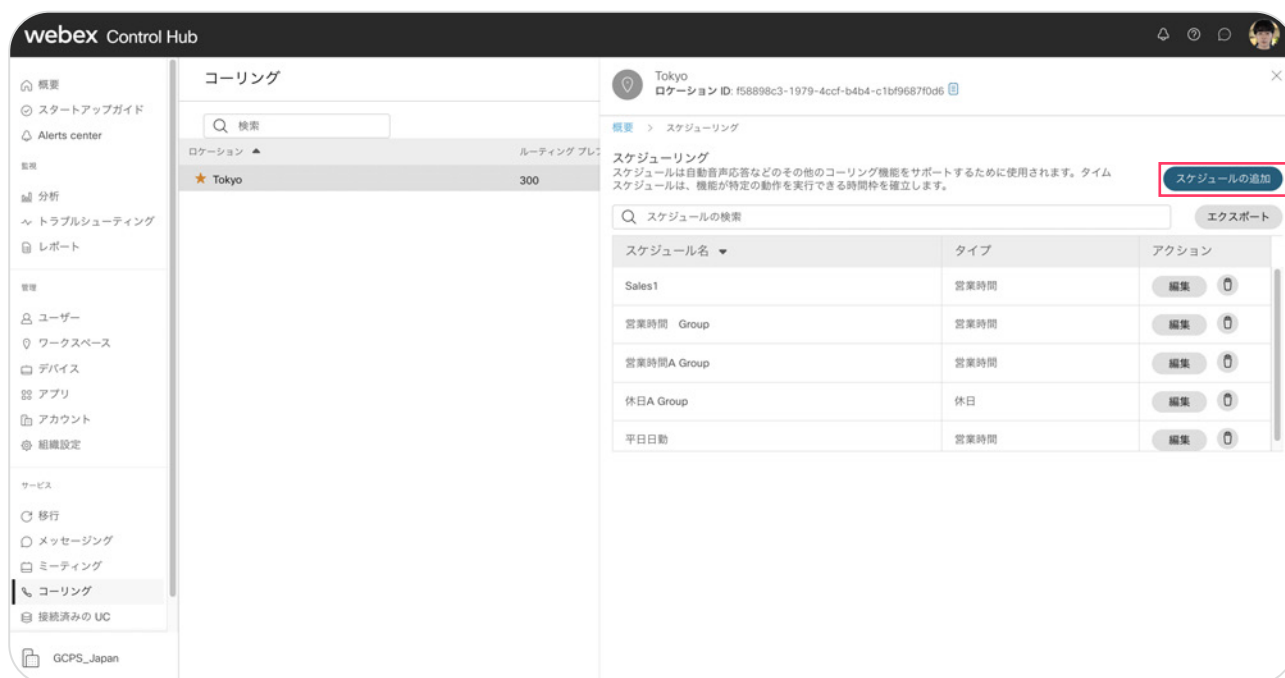 webex Control Hub
概要
スタートアップガイド
Alerts center
監視
分析
トラブルシューティング
レポート
管理
ユーザー
ワークスペース
デバイス
アプリ
アカウント
組織設定
サービス
移行
メッセージング
ミーティング
コーリング
接続済みの UC
GCPS_Japan
コーリング
検索
ロケーション ルーティング プレフ
Tokyo 300
Tokyo
ロケーション ID: f58898c3-1979-4ccf-b4b4-c1bf9687f0d6
概要 > スケジューリング
スケジューリング
スケジュールは自動音声応答などのその他のコーリング機能をサポートするために使用されます。タイム
スケジュールは、機能が特定の動作を実行できる時間枠を確立します。
スケジュールの追加
スケジュールの検索
エクスポート
スケジュール名 タイプ アクション
Sales1 営業時間 編集
営業時間 Group 営業時間 編集
営業時間A Group 営業時間 編集
休日A Group 休日 編集
平日日勤 営業時間 編集